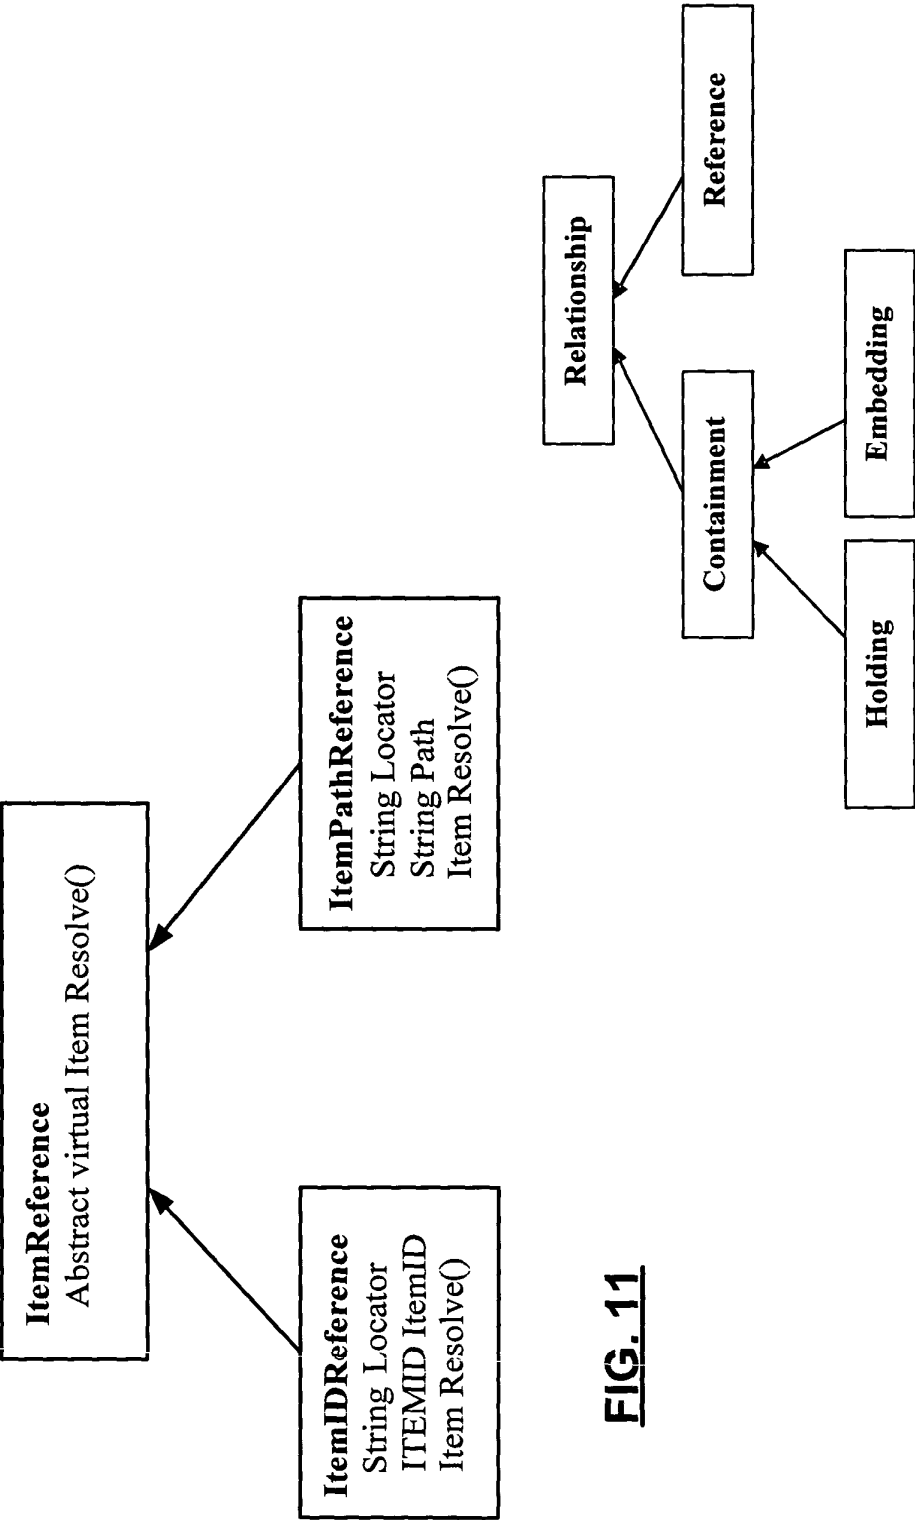 ItemReference
Abstract virtual Item Resolve()
ItemIDReference
String Locator
ITEMID ItemID
Item Resolve()
ItemPathReference
String Locator
String Path
Item Resolve()
Relationship
Containment
Reference
Holding
Embedding
FIG. 11